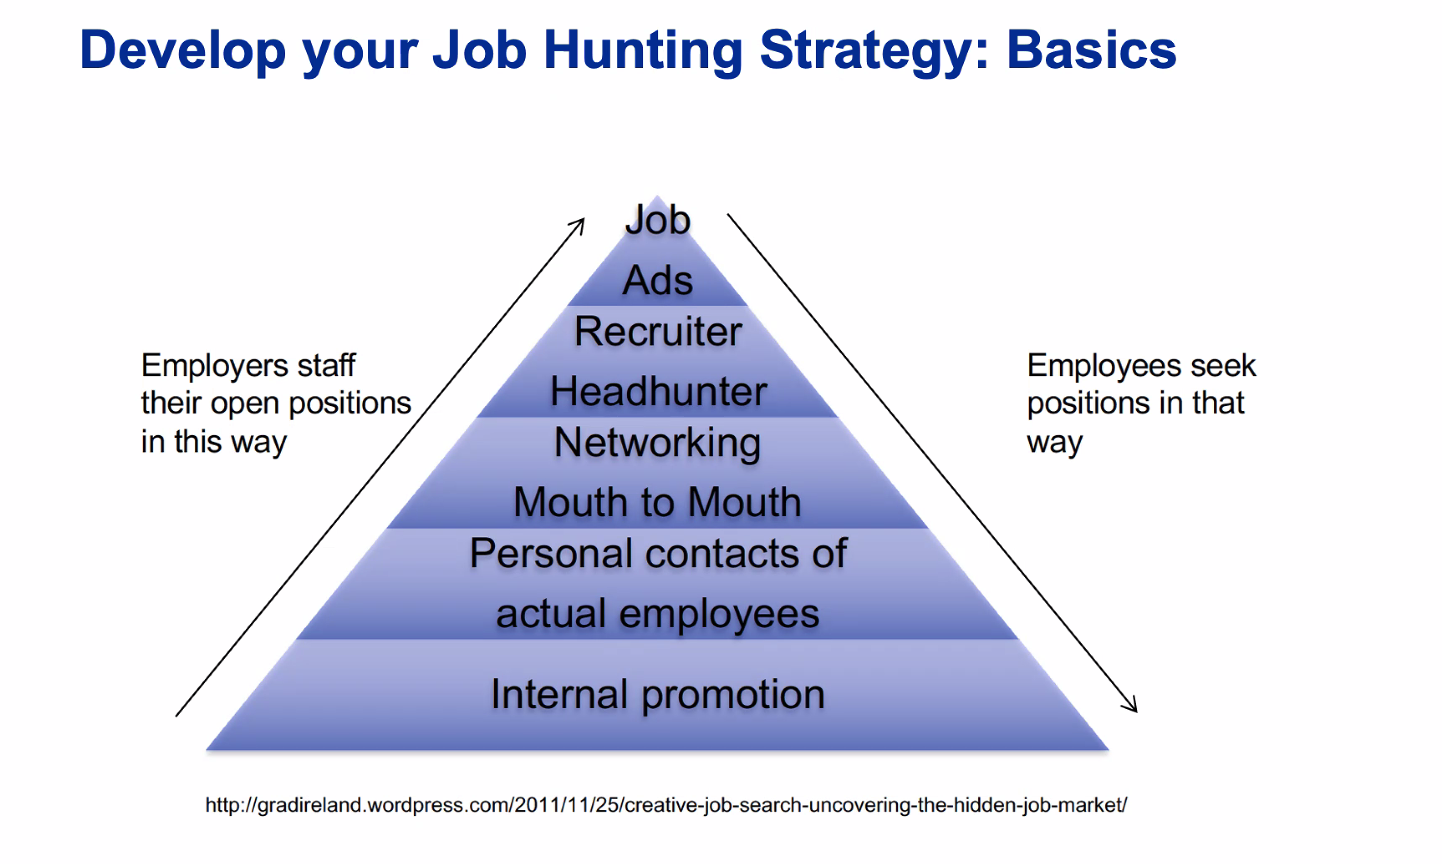 Develop your Job Hunting Strategy: Basics
Job
Ads
Recruiter
Headhunter
Networking
Mouth to Mouth
Personal contacts of
actual employees
Internal promotion
Employers staff
their open positions
in this way
Employees seek
positions in that
way
http://gradireland.wordpress.com/2011/11/25/creative-job-search-uncovering-the-hidden-job-market/